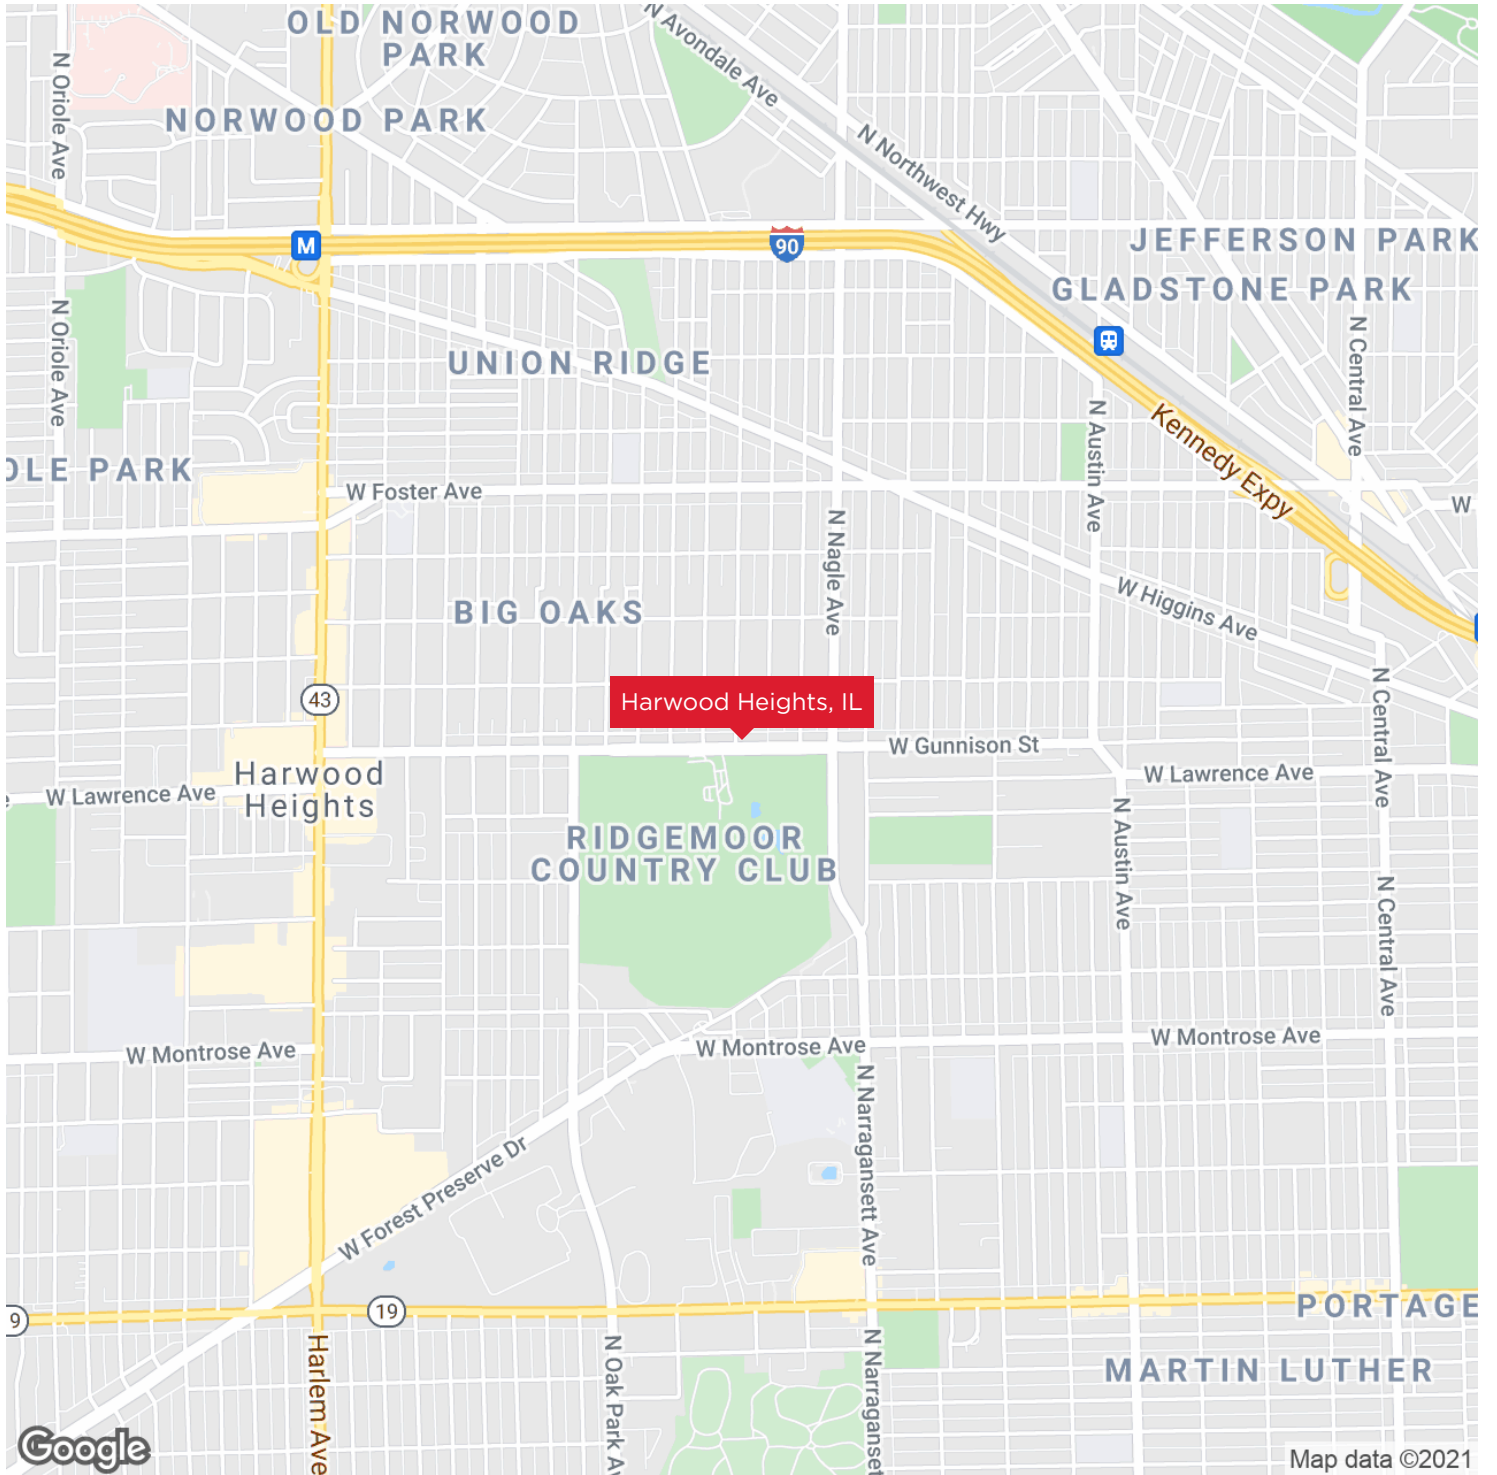 OLD NORWOOD
PARK
N Avondale Ave
N Oriole Ave
NORWOOD PARK
N Northwest Hwy
M
90
JEFFERSON PARK
GLADSTONE PARK
N Oriole Ave
N Central Ave
UNION RIDGE
N Austin Ave
Kennedy Expy
OLE PARK
W Foster Ave
W
N Nagle Ave
W Higgins Ave
BIG OAKS
43
Harwood Heights, IL
N Central Ave
W Gunnison St
W Lawrence Ave
Harwood
Heights
e
W Lawrence Ave
N Austin Ave
RIDGEMOOR
COUNTRY CLUB
N Central Ave
W Montrose Ave
W Montrose Ave
W Montrose Ave
N Narragansett Ave
W Forest Preserve Dr
9
19
PORTAGE
Harlem Ave
N Oak Park Av
N Narraganset
MARTIN LUTHER
Google
Map data ©2021